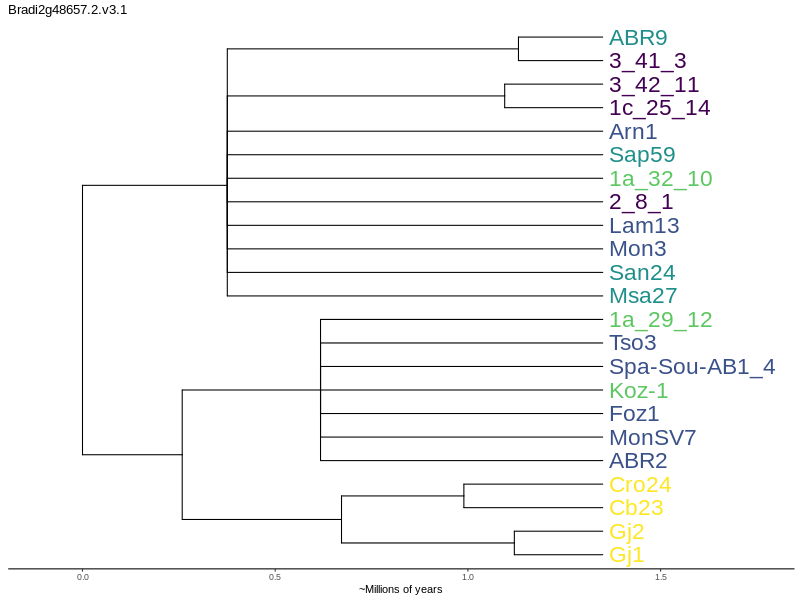 Bradi2g48657.2.v3.1
ABR9
3_41_3
3_42_11
1c_25_14
Arn1
Sap59
1a_32_10
2_8_1
Lam13
Mon3
San24
Msa27
1a_29_12
Tso3
Spa-Sou-AB1_4
Koz-1
Foz1
MonSV7
ABR2
Cro24
Cb23
Gj2
Gj1
0.0 0.5 1.0 1.5
~Millions of years